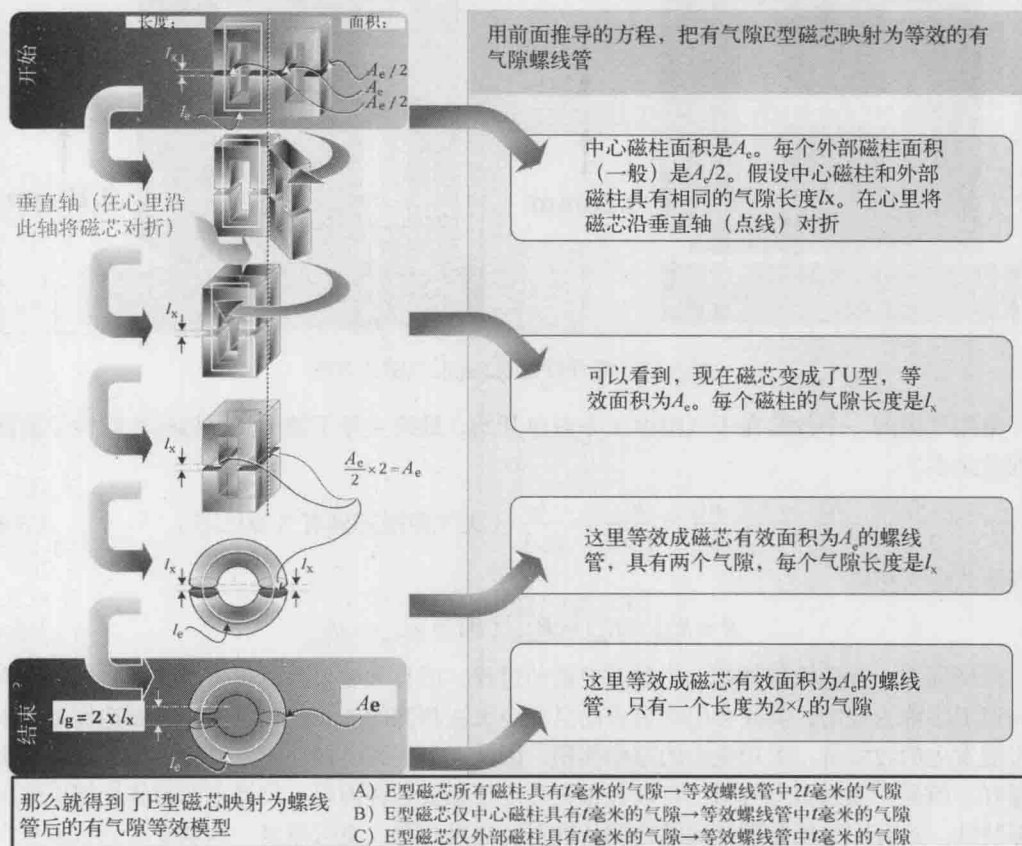 长度：
面积：
开始
lₓ
Aₑ/2
Aₑ
Aₑ/2
lₑ
用前面推导的方程，把有气隙E型磁芯映射为等效的有
气隙螺线管
中心磁柱面积是Aₑ。每个外部磁柱面积
（一般）是Aₑ/2。假设中心磁柱和外部
磁柱具有相同的气隙长度lx。在心里将
磁芯沿垂直轴（点线）对折
垂直轴（在心里沿
此轴将磁芯对折）
lₓ
可以看到，现在磁芯变成了U型，等
效面积为Aₑ。每个磁柱的气隙长度是lₓ
lₓ
Aₑ/2 ×2=Aₑ
这里等效成磁芯有效面积为Aₑ的螺线
管，具有两个气隙，每个气隙长度是lₓ
lₓ
lₓ
lₑ
这里等效成磁芯有效面积为Aₑ的螺线
管，只有一个长度为2×lₓ的气隙
结束
l_g = 2 x lₓ
Ae
lₑ
那么就得到了E型磁芯映射为螺线
管后的有气隙等效模型
A）E型磁芯所有磁柱具有t毫米的气隙→等效螺线管中2t毫米的气隙
B）E型磁芯仅中心磁柱具有t毫米的气隙→等效螺线管中t毫米的气隙
C）E型磁芯仅外部磁柱具有t毫米的气隙→等效螺线管中t毫米的气隙